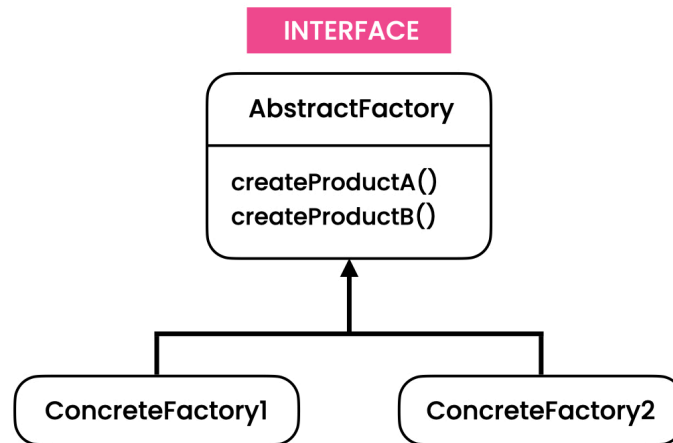 INTERFACE
AbstractFactory
createProductA()
createProductB()
ConcreteFactory1
ConcreteFactory2